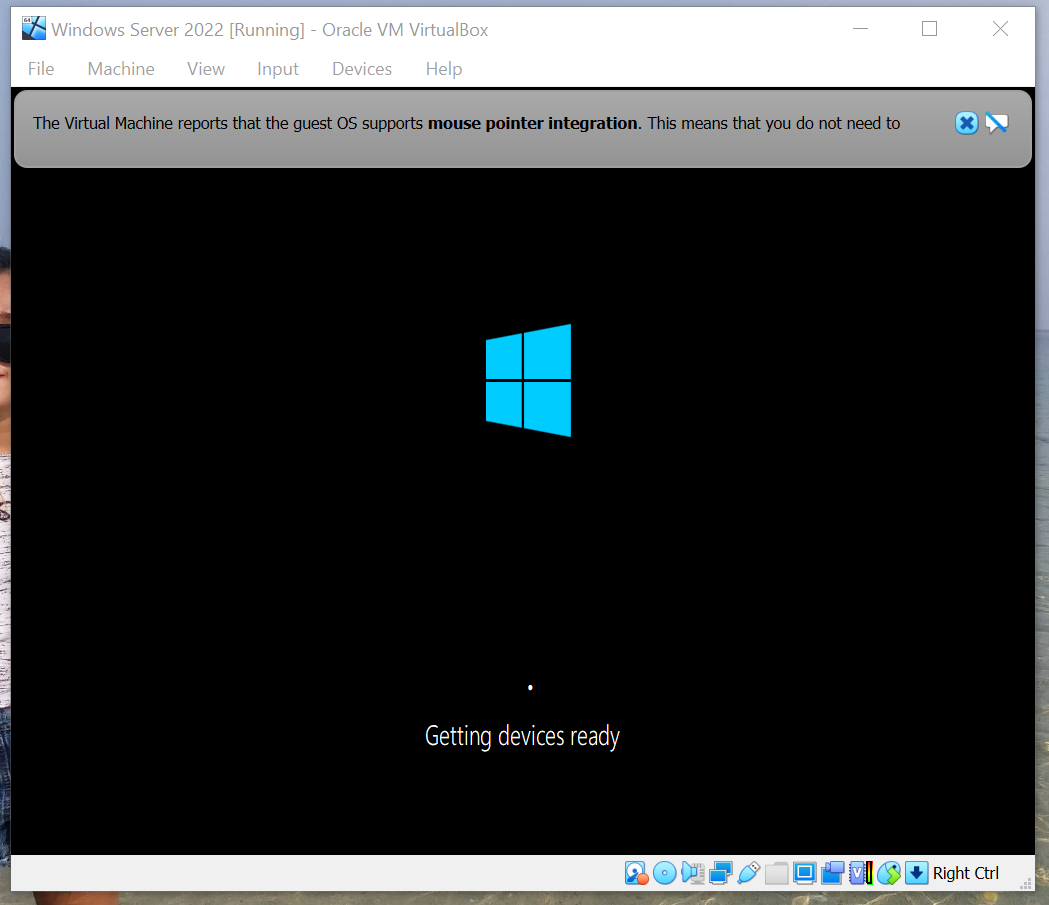 Windows Server 2022 [Running] - Oracle VM VirtualBox
File Machine View Input Devices Help
The Virtual Machine reports that the guest OS supports mouse pointer integration. This means that you do not need to
Getting devices ready
Right Ctrl